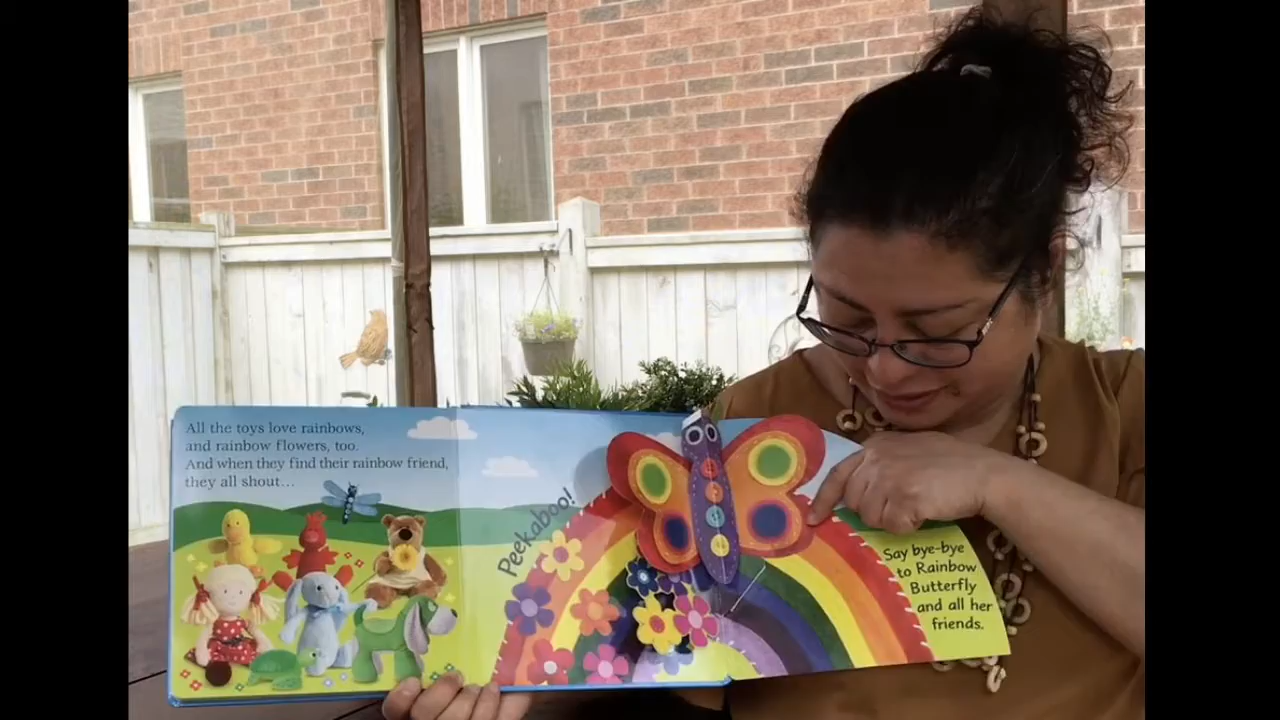 All the toys love rainbows,
and rainbow flowers, too.
And when they find their rainbow friend,
they all shout...
Peekaboo!
Say bye-bye
to Rainbow
Butterfly
and all her
friends.